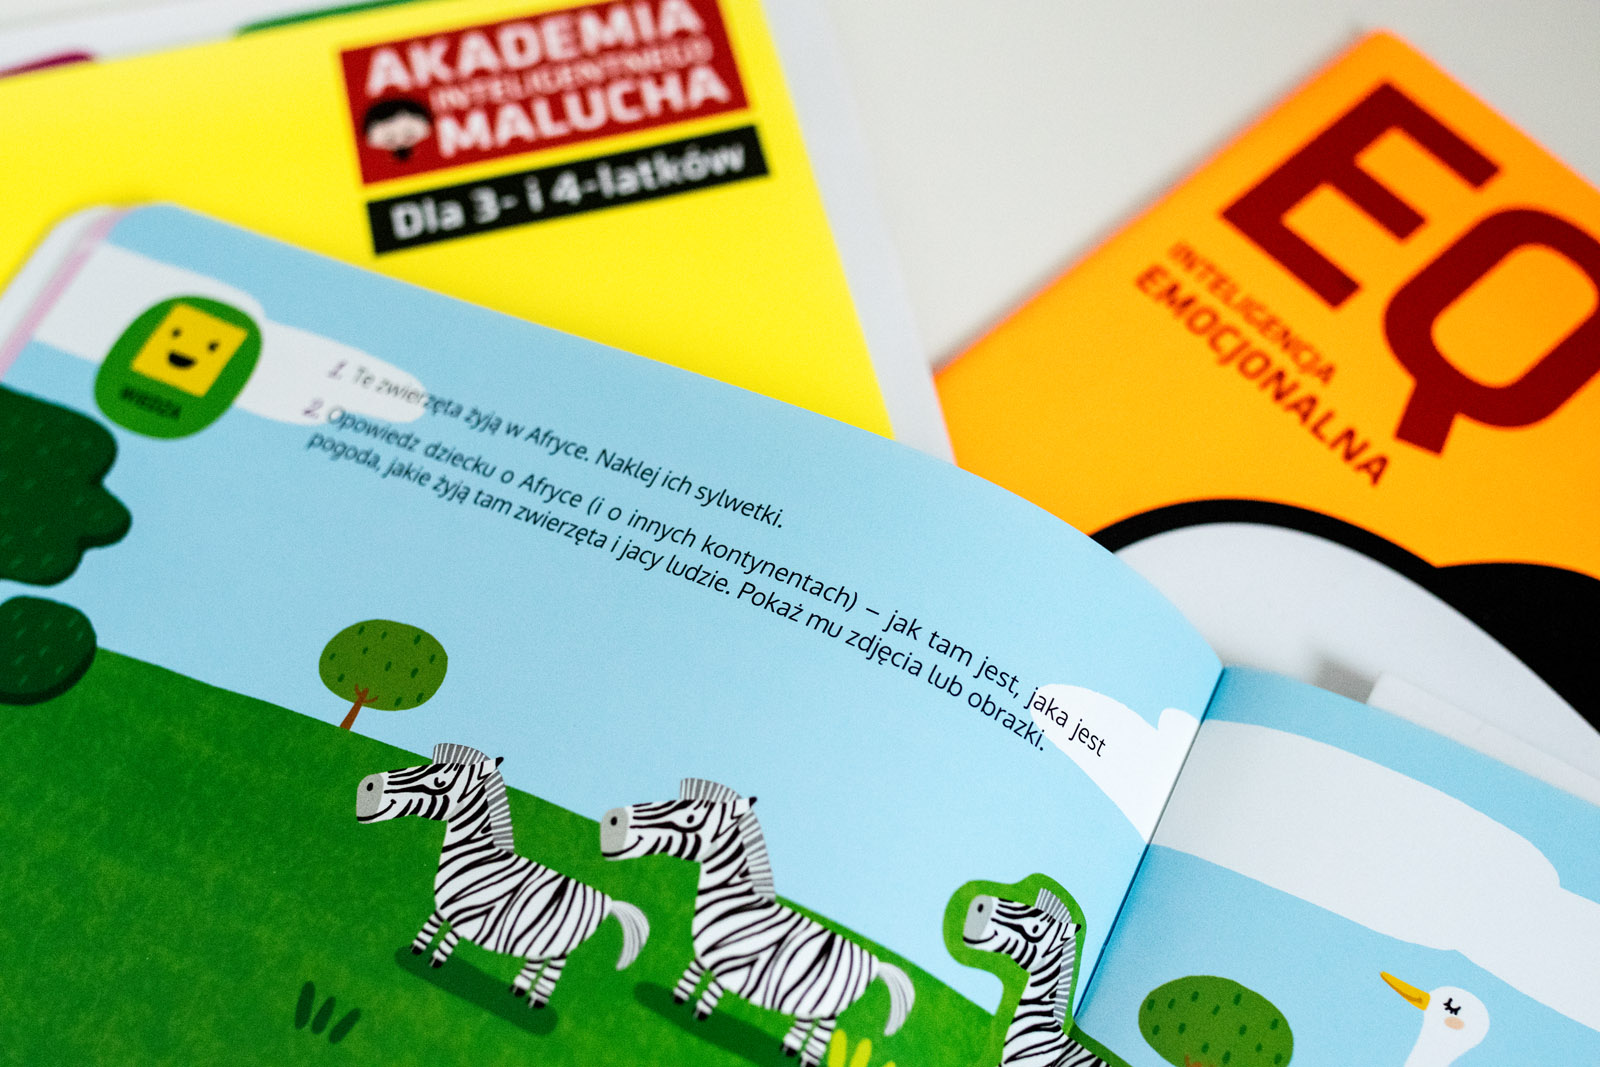 AKADEMIA
INTELIGENTNEGO
MALUCHA
Dla 3- i 4-latków
EQ
INTELIGENCJA
EMOCJONALNA
WIEDZA
1. Te zwierzęta żyją w Afryce. Naklej ich sylwetki.
2. Opowiedz dziecku o Afryce (i o innych kontynentach) – jak tam jest, jaka jest
pogoda, jakie żyją tam zwierzęta i jacy ludzie. Pokaż mu zdjęcia lub obrazki.